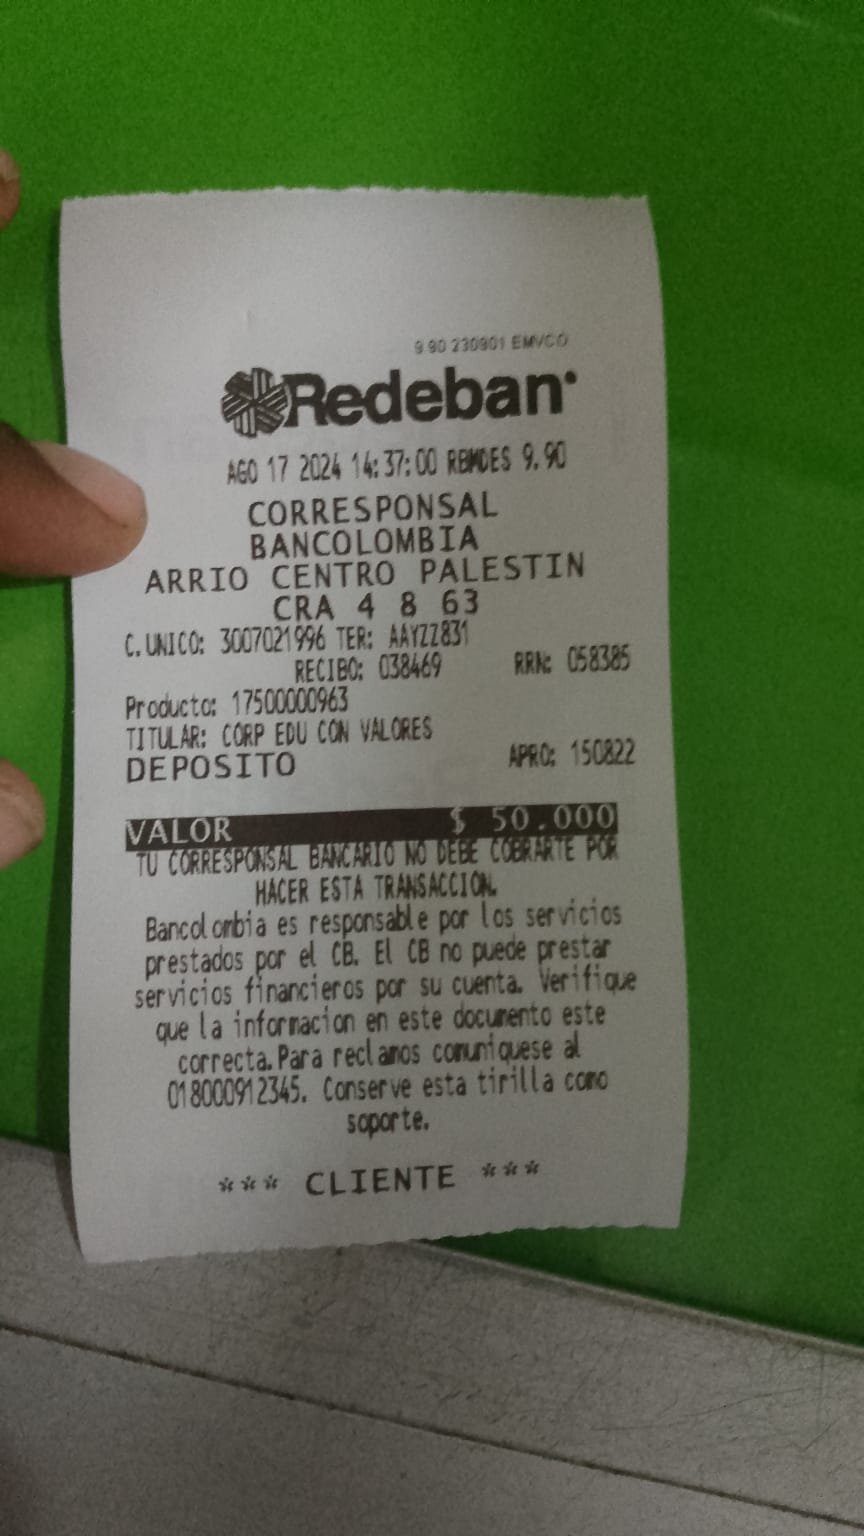 9 90 230901 EMVCO
Redeban
AGO 17 2024 14:37:00 RBMDES 9.90
CORRESPONSAL
BANCOLOMBIA
ARRIO CENTRO PALESTIN
CRA 4 8 63
C.UNICO: 3007021996 TER: AAYZZ831
RECIBO: 038469 RRN: 058385
Producto: 17500000963
TITULAR: CORP EDU CON VALORES
DEPOSITO APRO: 150822
VALOR $ 50.000
TU CORRESPONSAL BANCARIO NO DEBE COBRARTE POR
HACER ESTA TRANSACCION.
Bancolombia es responsable por los servicios
prestados por el CB. El CB no puede prestar
servicios financieros por su cuenta. Verifique
que la informacion en este documento este
correcta.Para reclamos comuniquese al
018000912345. Conserve esta tirilla como
soporte.
*** CLIENTE ***